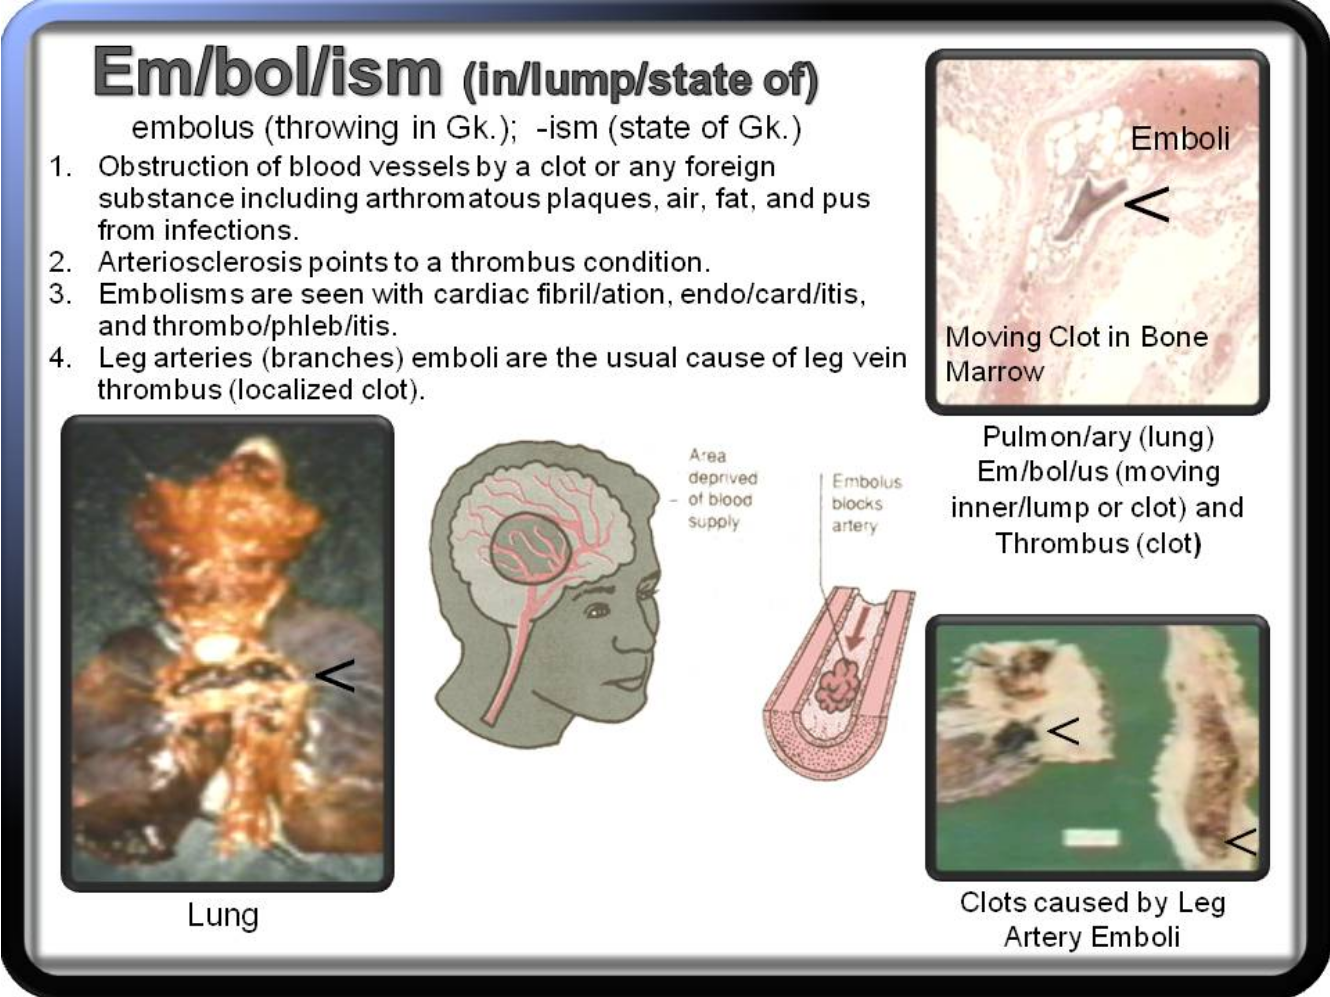 Em/bol/ism (in/lump/state of)
embolus (throwing in Gk.);  -ism (state of Gk.)
1. Obstruction of blood vessels by a clot or any foreign
substance including arthromatous plaques, air, fat, and pus
from infections.
2. Arteriosclerosis points to a thrombus condition.
3. Embolisms are seen with cardiac fibril/ation, endo/card/itis,
and thrombo/phleb/itis.
4. Leg arteries (branches) emboli are the usual cause of leg vein
thrombus (localized clot).
Emboli
<
Moving Clot in Bone
Marrow
Pulmon/ary (lung)
Em/bol/us (moving
inner/lump or clot) and
Thrombus (clot)
<
Lung
Area
deprived
of blood
supply
Embolus
blocks
artery
<
<
Clots caused by Leg
Artery Emboli